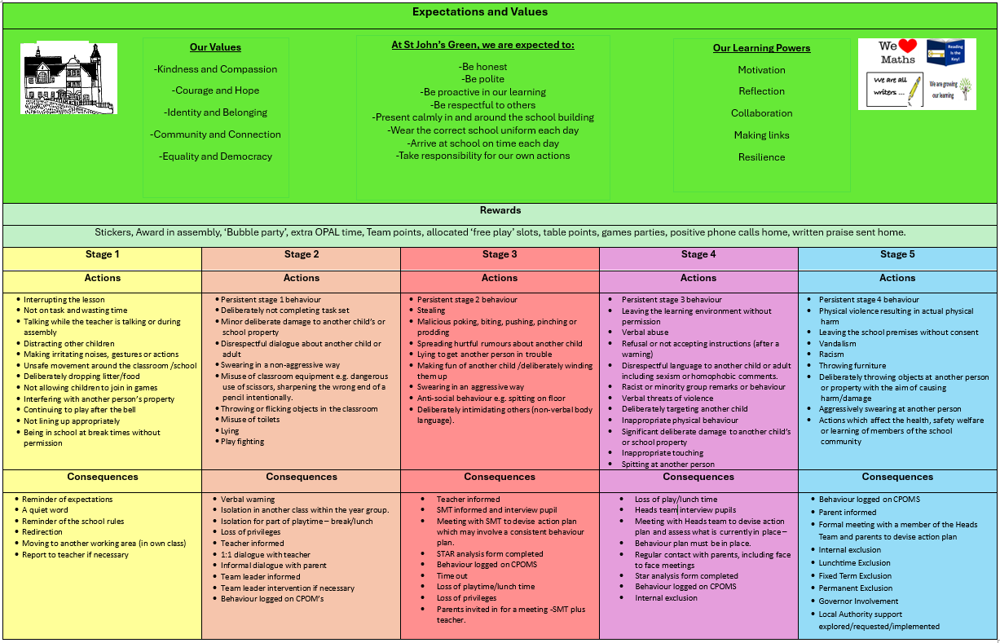 Expectations and Values
Our Values
-Kindness and Compassion
-Courage and Hope
-Identity and Belonging
-Community and Connection
-Equality and Democracy
At St John's Green, we are expected to:
-Be honest
-Be polite
-Be proactive in our learning
-Be respectful to others
-Present calmly in and around the school building
-Wear the correct school uniform each day
-Arrive at school on time each day
-Take responsibility for our own actions
Our Learning Powers
Motivation
Reflection
Collaboration
Making links
Resilience
We
Maths
Reading
Is the
Key!
We are all
writers ...
We are growing
our learning
Rewards
Stickers, Award in assembly, 'Bubble party', extra OPAL time, Team points, allocated 'free play' slots, table points, games parties, positive phone calls home, written praise sent home.
Stage 1
Actions
• Interrupting the lesson
• Not on task and wasting time
• Talking while the teacher is talking or during
assembly
• Distracting other children
• Making irritating noises, gestures or actions
• Unsafe movement around the classroom /school
• Deliberately dropping litter/food
• Not allowing children to join in games
• Interfering with another person's property
• Continuing to play after the bell
• Not lining up appropriately
• Being in school at break times without
permission
Consequences
• Reminder of expectations
• A quiet word
• Reminder of the school rules
• Redirection
• Moving to another working area (in own class)
• Report to teacher if necessary
Stage 2
Actions
• Persistent stage 1 behaviour
• Deliberately not completing task set
• Minor deliberate damage to another child's or
school property
• Disrespectful dialogue about another child or
adult
• Swearing in a non-aggressive way
• Misuse of classroom equipment e.g. dangerous
use of scissors, sharpening the wrong end of a
pencil intentionally.
• Throwing or flicking objects in the classroom
• Misuse of toilets
• Lying
• Play fighting
Consequences
• Verbal warning
• Isolation in another class within the year group.
• Isolation for part of playtime – break/lunch
• Loss of privileges
• Teacher informed
• 1:1 dialogue with teacher
• Informal dialogue with parent
• Team leader informed
• Team leader intervention if necessary
• Behaviour logged on CPOM's
Stage 3
Actions
• Persistent stage 2 behaviour
• Stealing
• Malicious poking, biting, pushing, pinching or
prodding
• Spreading hurtful rumours about another child
• Lying to get another person in trouble
• Making fun of another child /deliberately winding
them up
• Swearing in an aggressive way
• Anti-social behaviour e.g. spitting on floor
• Deliberately intimidating others (non-verbal body
language).
Consequences
• Teacher informed
• SMT informed and interview pupil
• Meeting with SMT to devise action plan
which may involve a consistent behaviour
plan.
• STAR analysis form completed
• Behaviour logged on CPOMS
• Time out
• Loss of playtime/lunch time
• Loss of privileges
• Parents invited in for a meeting -SMT plus
teacher.
Stage 4
Actions
• Persistent stage 3 behaviour
• Leaving the learning environment without
permission
• Verbal abuse
• Refusal or not accepting instructions (after a
warning)
• Disrespectful language to another child or adult
including sexism or homophobic comments.
• Racist or minority group remarks or behaviour
• Verbal threats of violence
• Deliberately targeting another child
• Inappropriate physical behaviour
• Significant deliberate damage to another child's
or school property
• Inappropriate touching
• Spitting at another person
Consequences
• Loss of play/lunch time
• Heads team interview pupils
• Meeting with Heads team to devise action
plan and assess what is currently in place –
• Behaviour plan must be in place.
• Regular contact with parents, including face
to face meetings
• Star analysis form completed
• Behaviour logged on CPOMS
• Internal exclusion
Stage 5
Actions
• Persistent stage 4 behaviour
• Physical violence resulting in actual physical
harm
• Leaving the school premises without consent
• Vandalism
• Racism
• Throwing furniture
• Deliberately throwing objects at another person
or property with the aim of causing
harm/damage
• Aggressively swearing at another person
• Actions which affect the health, safety welfare
or learning of members of the school
community
Consequences
• Behaviour logged on CPOMS
• Parent informed
• Formal meeting with a member of the Heads
Team and parents to devise action plan
• Internal exclusion
• Lunchtime Exclusion
• Fixed Term Exclusion
• Permanent Exclusion
• Governor Involvement
• Local Authority support
explored/requested/implemented